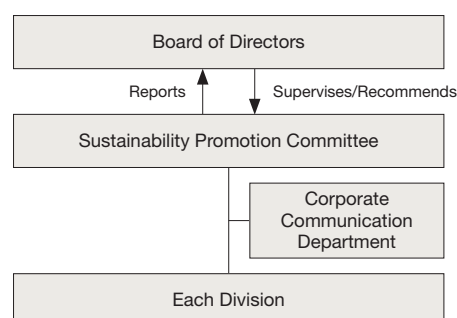 Board of Directors
Reports
Supervises/Recommends
Sustainability Promotion Committee
Corporate
Communication
Department
Each Division